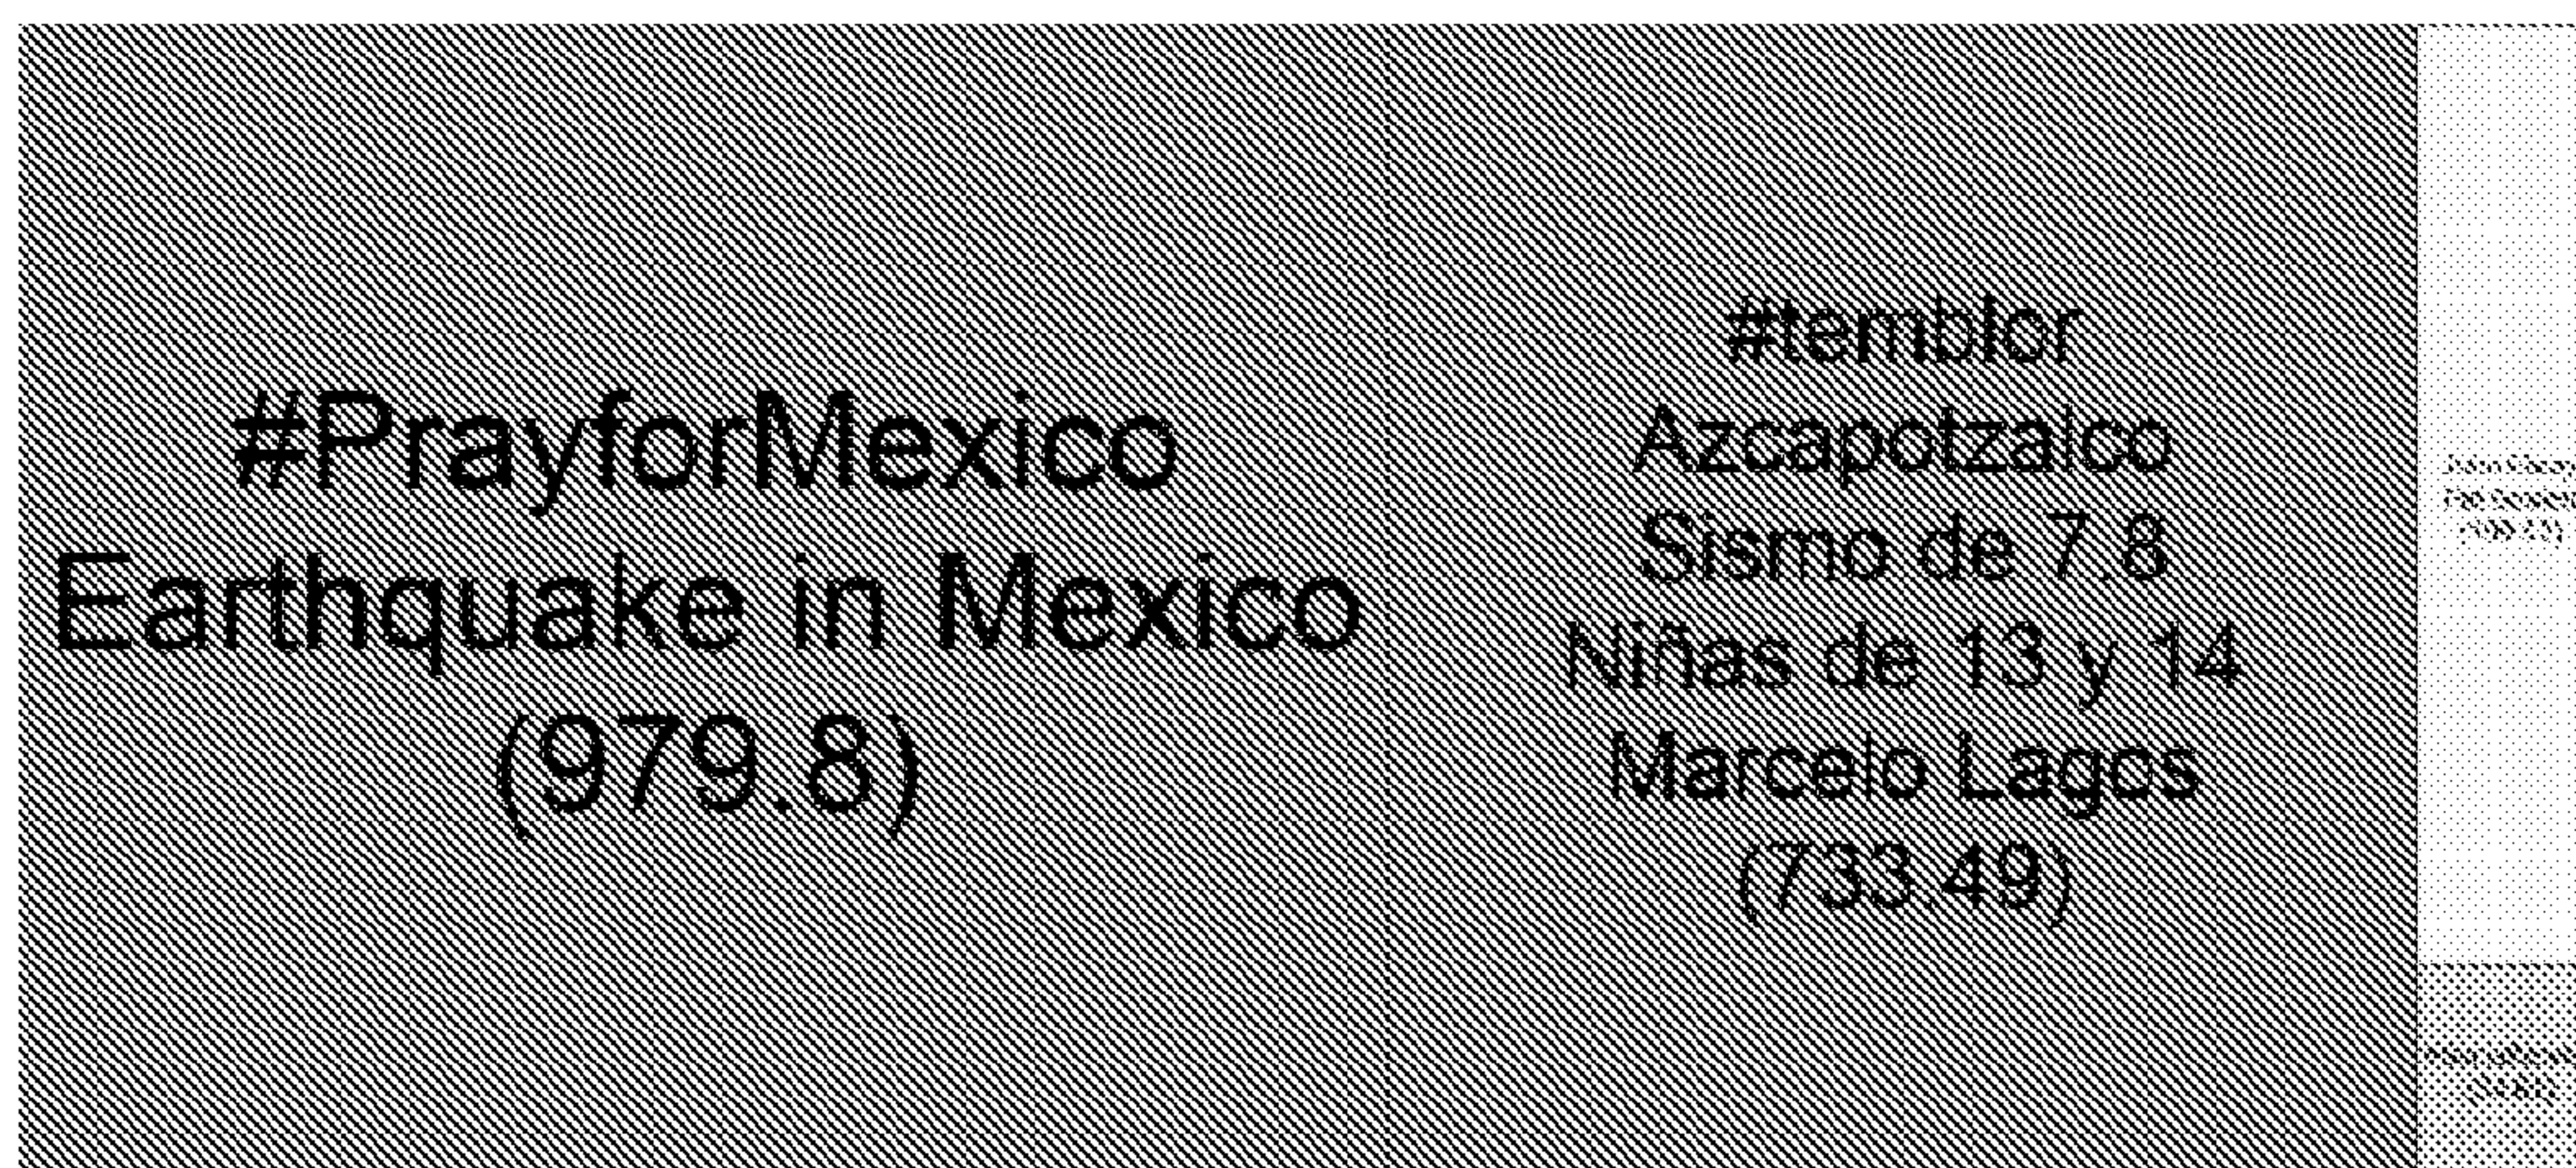 #PrayforMexico
Earthquake in Mexico
(979.8)
#temblor
Azcapotzalco
Sismo de 7.8
Niñas de 13 y 14
Marcelo Lagos
(733.49)